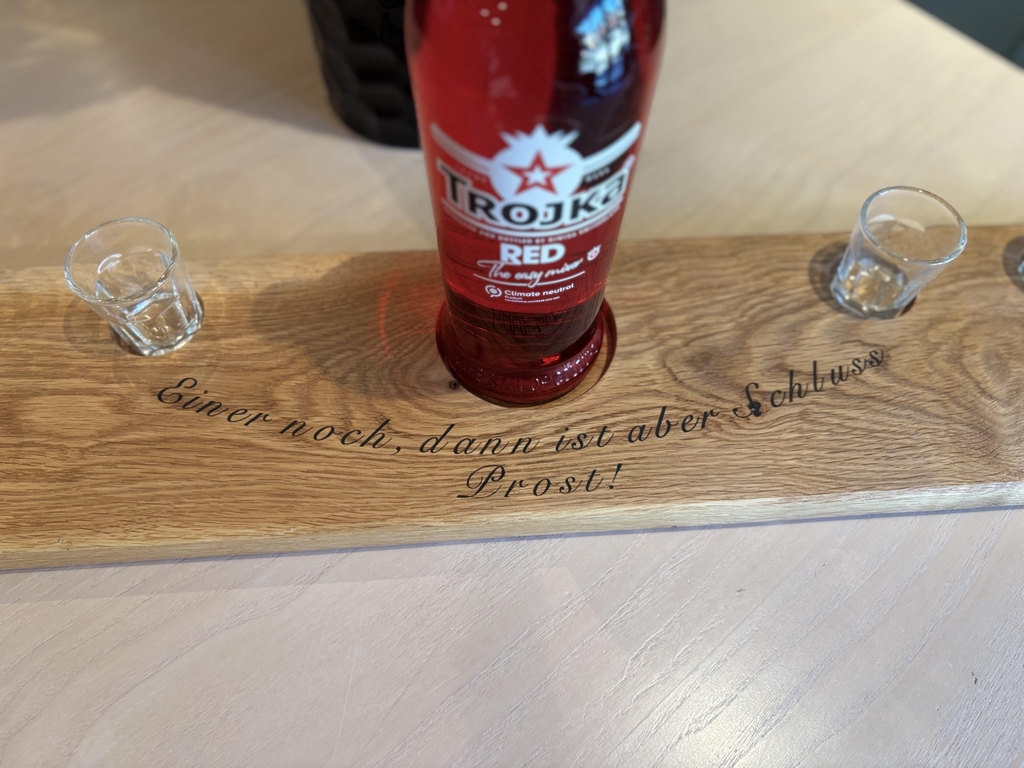 TROJKA
RED
The easy mixer
Climate neutral
Einer noch, dann ist aber Schluss
Prost!